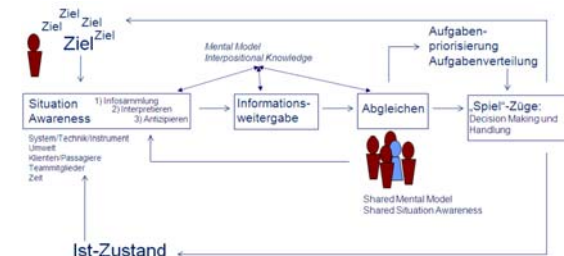 Ziel
Ziel
Ziel
Ziel
Ziel
Mental Model
Interpositional Knowledge
Aufgaben-
priorisierung
Aufgabenverteilung
Situation
Awareness
1) Infosammlung
2) Interpretieren
3) Antizipieren
Informations-
weitergabe
Abgleichen
„Spiel“-Züge:
Decision Making und
Handlung
System/Technik/Instrument
Umwelt
Klienten/Passagiere
Teammitglieder
Zeit
Shared Mental Model
Shared Situation Awareness
Ist-Zustand